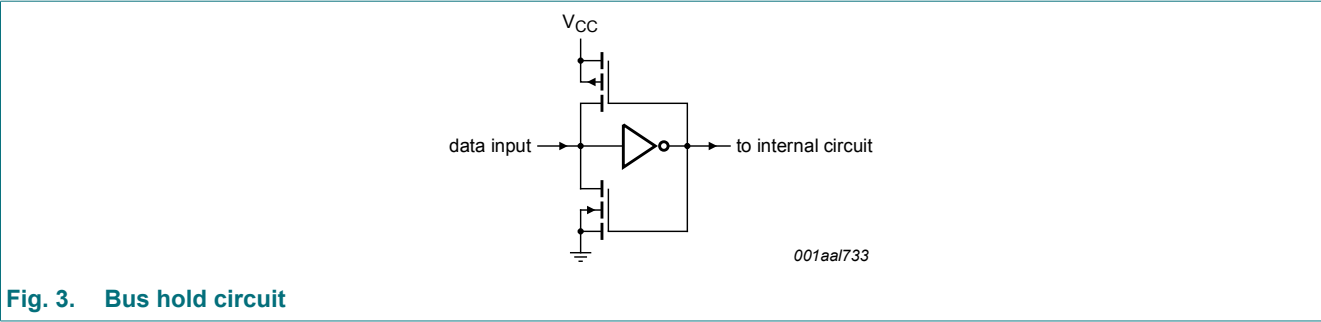 VCC
data input
to internal circuit
001aal733
Fig. 3. Bus hold circuit